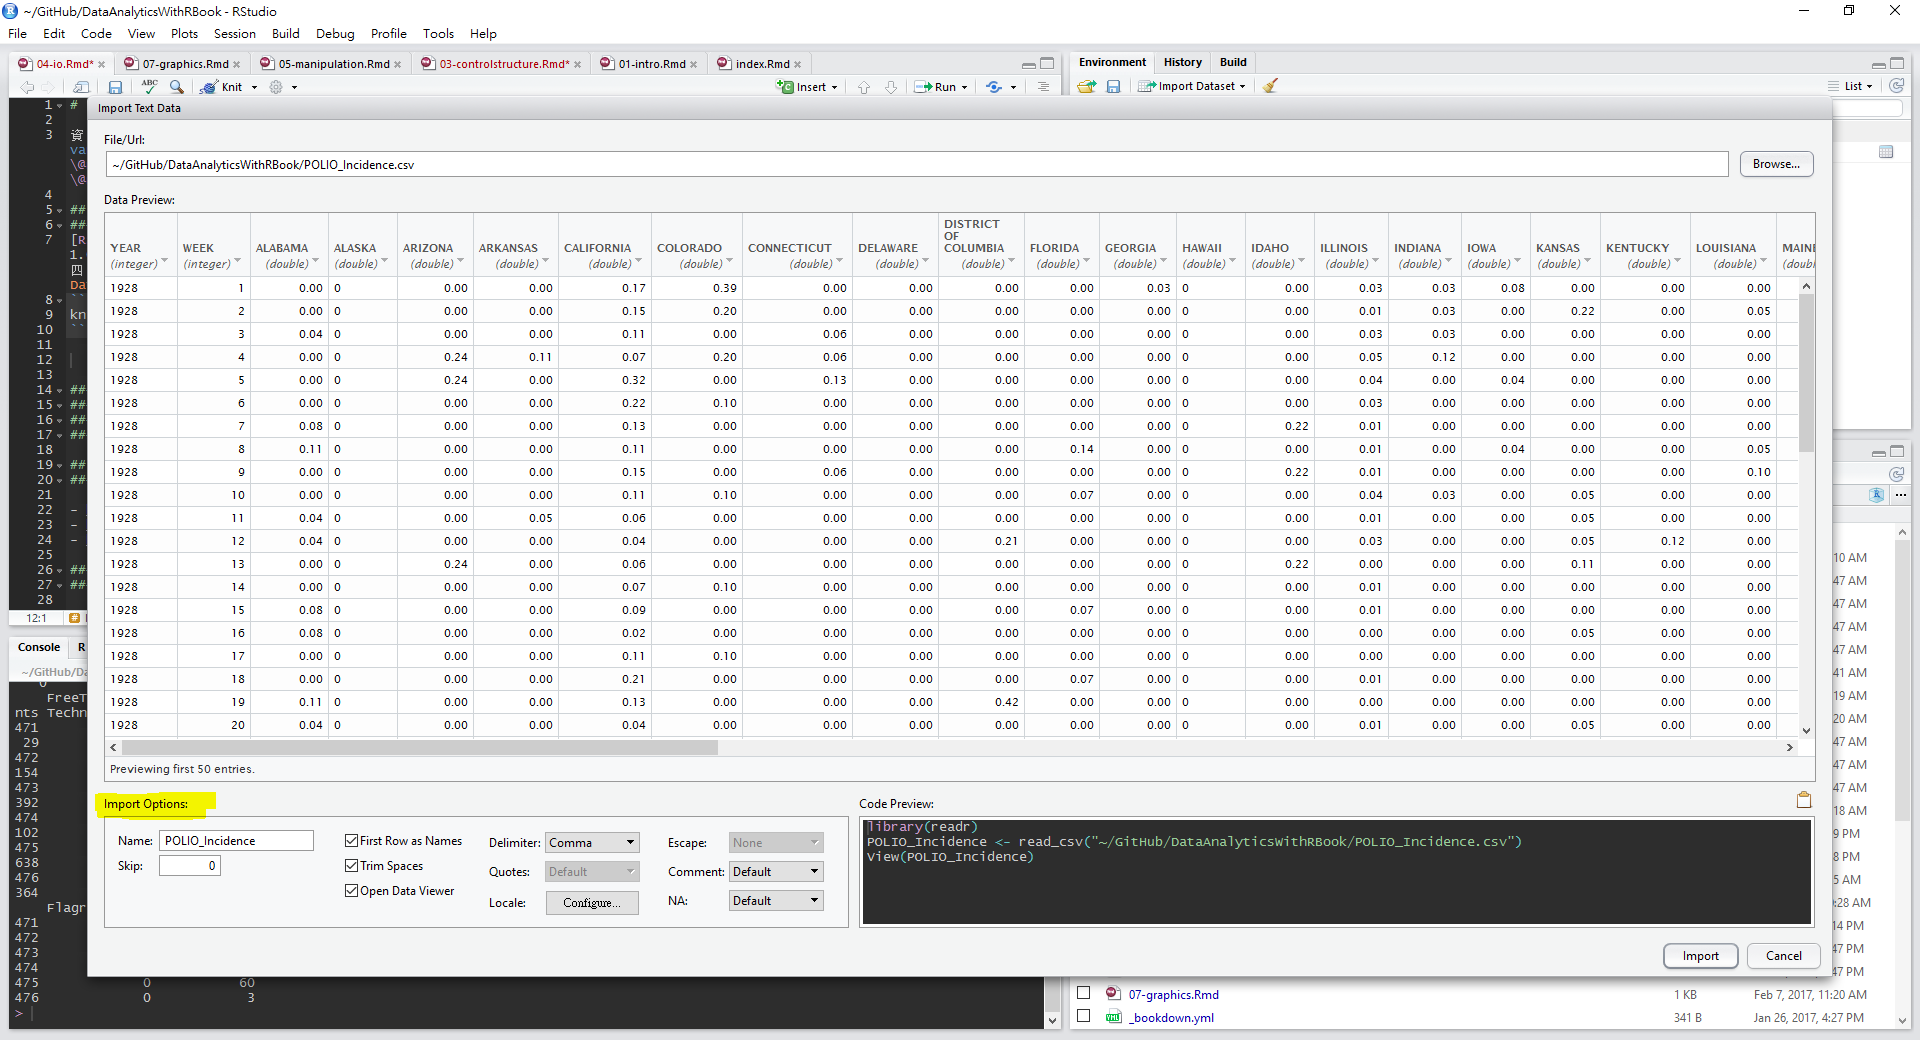 ~/GitHub/DataAnalyticsWithRBook - RStudio
File Edit Code View Plots Session Build Debug Profile Tools Help
04-io.Rmd* 07-graphics.Rmd 05-manipulation.Rmd 03-controlstructure.Rmd* 01-intro.Rmd index.Rmd
Environment History Build
ABC Knit Insert Run
Import Dataset List
Import Text Data
File/Url:
~/GitHub/DataAnalyticsWithRBook/POLIO_Incidence.csv
Browse...
Data Preview:
YEAR WEEK ALABAMA ALASKA ARIZONA ARKANSAS CALIFORNIA COLORADO CONNECTICUT DELAWARE DISTRICT OF COLUMBIA FLORIDA GEORGIA HAWAII IDAHO ILLINOIS INDIANA IOWA KANSAS KENTUCKY LOUISIANA
(integer) (integer) (double) (double) (double) (double) (double) (double) (double) (double) (double) (double) (double) (double) (double) (double) (double) (double) (double) (double) (double)
1928 1 0.00 0 0.00 0.00 0.17 0.39 0.00 0.00 0.00 0.00 0.03 0 0.00 0.03 0.03 0.08 0.00 0.00 0.00
1928 2 0.00 0 0.00 0.00 0.15 0.20 0.00 0.00 0.00 0.00 0.00 0 0.00 0.01 0.03 0.00 0.22 0.00 0.05
1928 3 0.04 0 0.00 0.00 0.11 0.00 0.06 0.00 0.00 0.00 0.00 0 0.00 0.03 0.03 0.00 0.00 0.00 0.00
1928 4 0.00 0 0.24 0.11 0.07 0.20 0.06 0.00 0.00 0.00 0.00 0 0.00 0.05 0.12 0.00 0.00 0.00 0.00
1928 5 0.00 0 0.24 0.00 0.32 0.00 0.13 0.00 0.00 0.00 0.00 0 0.00 0.04 0.00 0.04 0.00 0.00 0.00
1928 6 0.00 0 0.00 0.00 0.22 0.10 0.00 0.00 0.00 0.00 0.00 0 0.00 0.03 0.00 0.00 0.00 0.00 0.00
1928 7 0.08 0 0.00 0.00 0.13 0.00 0.00 0.00 0.00 0.00 0.00 0 0.22 0.01 0.00 0.00 0.00 0.00 0.00
1928 8 0.11 0 0.00 0.00 0.11 0.00 0.00 0.00 0.00 0.14 0.00 0 0.00 0.01 0.00 0.04 0.00 0.00 0.05
1928 9 0.00 0 0.00 0.00 0.15 0.00 0.06 0.00 0.00 0.00 0.00 0 0.22 0.01 0.00 0.00 0.00 0.00 0.10
1928 10 0.00 0 0.00 0.00 0.11 0.10 0.00 0.00 0.00 0.07 0.00 0 0.00 0.04 0.03 0.00 0.05 0.00 0.00
1928 11 0.04 0 0.00 0.05 0.06 0.00 0.00 0.00 0.00 0.00 0.00 0 0.00 0.01 0.00 0.00 0.05 0.00 0.00
1928 12 0.04 0 0.00 0.00 0.04 0.00 0.00 0.00 0.21 0.00 0.00 0 0.00 0.03 0.00 0.00 0.05 0.12 0.00
1928 13 0.00 0 0.24 0.00 0.06 0.00 0.00 0.00 0.00 0.00 0.00 0 0.22 0.00 0.00 0.00 0.11 0.00 0.00
1928 14 0.00 0 0.00 0.00 0.07 0.10 0.00 0.00 0.00 0.00 0.00 0 0.00 0.01 0.00 0.00 0.00 0.00 0.00
1928 15 0.08 0 0.00 0.00 0.09 0.00 0.00 0.00 0.00 0.07 0.00 0 0.00 0.01 0.00 0.00 0.00 0.00 0.00
1928 16 0.08 0 0.00 0.00 0.02 0.00 0.00 0.00 0.00 0.00 0.00 0 0.00 0.00 0.00 0.00 0.05 0.00 0.00
1928 17 0.00 0 0.00 0.00 0.11 0.10 0.00 0.00 0.00 0.00 0.00 0 0.00 0.00 0.00 0.00 0.00 0.00 0.00
1928 18 0.00 0 0.00 0.00 0.21 0.00 0.00 0.00 0.00 0.07 0.00 0 0.00 0.01 0.00 0.00 0.00 0.00 0.00
1928 19 0.11 0 0.00 0.00 0.13 0.00 0.00 0.00 0.42 0.00 0.00 0 0.00 0.00 0.00 0.00 0.00 0.00 0.00
1928 20 0.04 0 0.00 0.00 0.04 0.00 0.00 0.00 0.00 0.00 0.00 0 0.00 0.01 0.00 0.00 0.05 0.00 0.00
Previewing first 50 entries.
Import Options:
Name: POLIO_Incidence
Skip: 0
First Row as Names
Trim Spaces
Open Data Viewer
Delimiter: Comma
Quotes: Default
Locale: Configure...
Escape: None
Comment: Default
NA: Default
Code Preview:
library(readr)
POLIO_Incidence <- read_csv("~/GitHub/DataAnalyticsWithRBook/POLIO_Incidence.csv")
View(POLIO_Incidence)
Import Cancel
12:1
Console
475 0 60
476 0 3
>
07-graphics.Rmd 1 KB Feb 7, 2017, 11:20 AM
_bookdown.yml 341 B Jan 26, 2017, 4:27 PM